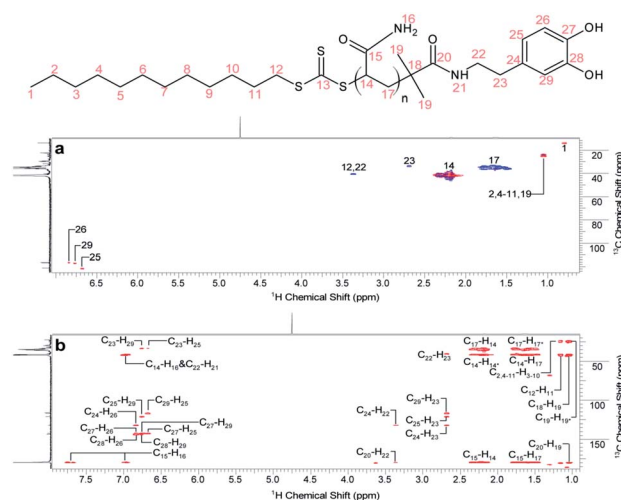 NH₂
16
O
S
O
26
OH
25
27
1
2
3
4
5
6
7
8
9
10
11
12
S
13
S
14
15
17
n
18
19
19
20
N
H
21
22
23
24
28
29
OH
a
12,22
23
14
17
1
2,4-11,19
26
29
25
20
40
60
80
100
¹³C Chemical Shift (ppm)
6.5 6.0 5.5 5.0 4.5 4.0 3.5 3.0 2.5 2.0 1.5 1.0
¹H Chemical Shift (ppm)
b
C₂₃-H₂₉ C₂₃-H₂₅
C₁₄-H₁₆&C₂₂-H₂₁
C₂₅-H₂₉ C₂₉-H₂₅
C₂₄-H₂₆
C₂₇-H₂₉
C₂₇-H₂₆ C₂₇-H₂₅
C₂₈-H₂₆ C₂₈-H₂₉
C₁₅-H₁₆
C₂₄-H₂₂
C₂₀-H₂₂
C₂₂-H₂₃
C₂₉-H₂₃
C₂₅-H₂₃
C₂₄-H₂₃
C₁₇-H₁₄ C₁₇-H₁₇*
C₁₄-H₁₄* C₁₄-H₁₇
C₂,₄₋₁₁-H₃₋₁₀
C₁₂-H₁₁
C₁₈-H₁₉
C₁₉-H₁₉*
C₂₀-H₁₉
C₁₅-H₁₄ C₁₅-H₁₇
50
100
150
¹³C Chemical Shift (ppm)
8.0 7.5 7.0 6.5 6.0 5.5 5.0 4.5 4.0 3.5 3.0 2.5 2.0 1.5 1.0
¹H Chemical Shift (ppm)